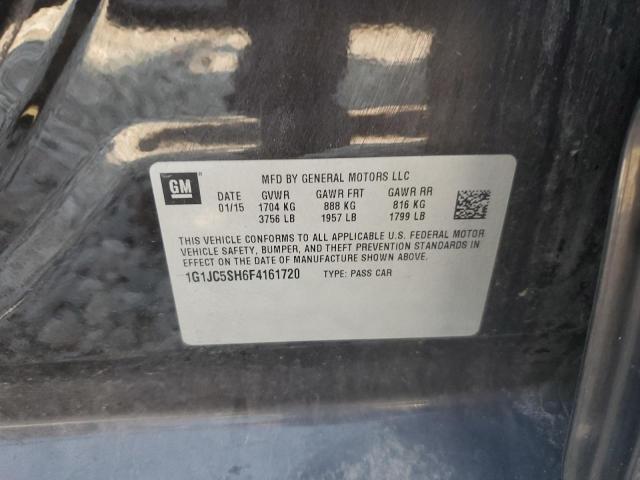 GM
MFD BY GENERAL MOTORS LLC
DATE GVWR GAWR FRT GAWR RR
01/15 1704 KG 888 KG 816 KG
3756 LB 1957 LB 1799 LB
THIS VEHICLE CONFORMS TO ALL APPLICABLE U.S. FEDERAL MOTOR
VEHICLE SAFETY, BUMPER, AND THEFT PREVENTION STANDARDS IN
EFFECT ON THE DATE OF MANUFACTURE SHOWN ABOVE.
1G1JC5SH6F4161720 TYPE: PASS CAR